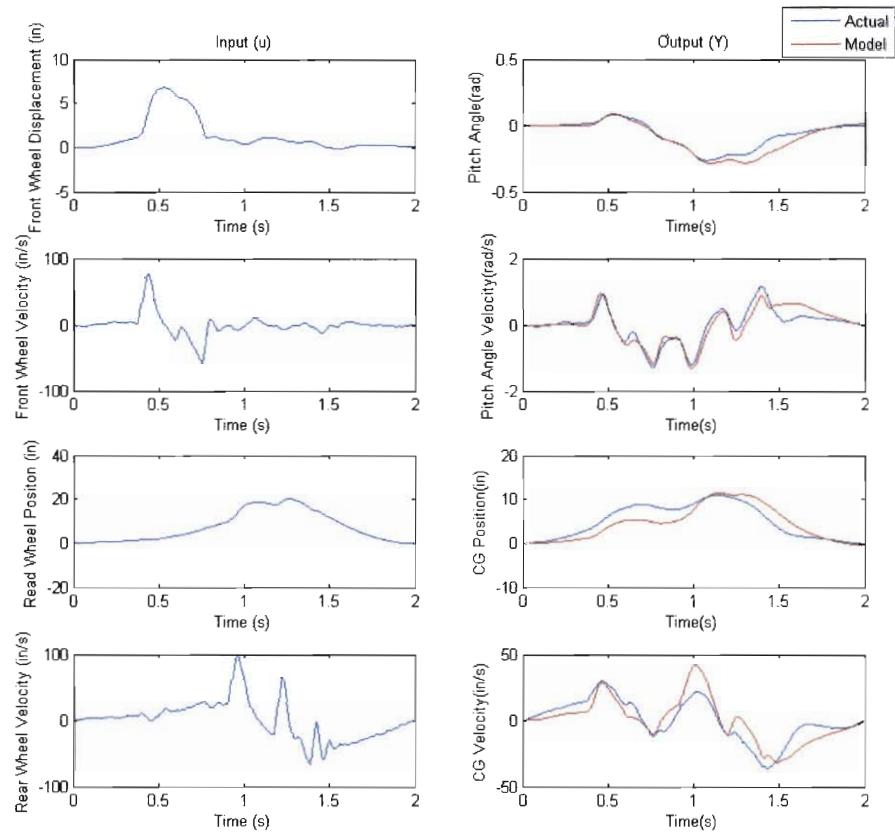 Input (u)
Output (Y)
Actual
Model
Front Wheel Displacement (in)
10
5
0
-5
0 0.5 1 1.5 2
Time (s)
Pitch Angle(rad)
0.5
0
-0.5
0 0.5 1 1.5 2
Time(s)
Front Wheel Velocity (in/s)
100
0
-100
0 0.5 1 1.5 2
Time (s)
Pitch Angle Velocity(rad/s)
2
0
-2
0 0.5 1 1.5 2
Time(s)
Read Wheel Positon (in)
40
20
0
-20
0 0.5 1 1.5 2
Time (s)
CG Position(in)
20
10
0
-10
0 0.5 1 1.5 2
Time(s)
Rear Wheel Velocity (in/s)
100
0
-100
0 0.5 1 1.5 2
Time (s)
CG Velocity(in/s)
50
0
-50
0 0.5 1 1.5 2
Time(s)